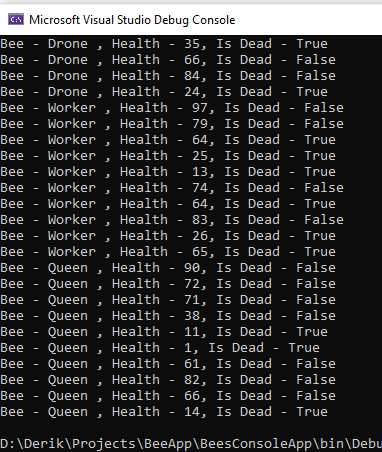 Microsoft Visual Studio Debug Console
Bee - Drone , Health - 35, Is Dead - True
Bee - Drone , Health - 66, Is Dead - False
Bee - Drone , Health - 84, Is Dead - False
Bee - Drone , Health - 24, Is Dead - True
Bee - Worker , Health - 97, Is Dead - False
Bee - Worker , Health - 79, Is Dead - False
Bee - Worker , Health - 64, Is Dead - True
Bee - Worker , Health - 25, Is Dead - True
Bee - Worker , Health - 13, Is Dead - True
Bee - Worker , Health - 74, Is Dead - False
Bee - Worker , Health - 64, Is Dead - True
Bee - Worker , Health - 83, Is Dead - False
Bee - Worker , Health - 26, Is Dead - True
Bee - Worker , Health - 65, Is Dead - True
Bee - Queen , Health - 90, Is Dead - False
Bee - Queen , Health - 72, Is Dead - False
Bee - Queen , Health - 71, Is Dead - False
Bee - Queen , Health - 38, Is Dead - False
Bee - Queen , Health - 11, Is Dead - True
Bee - Queen , Health - 1, Is Dead - True
Bee - Queen , Health - 61, Is Dead - False
Bee - Queen , Health - 82, Is Dead - False
Bee - Queen , Health - 66, Is Dead - False
Bee - Queen , Health - 14, Is Dead - True
D:\Derik\Projects\BeeApp\BeesConsoleApp\bin\Debu